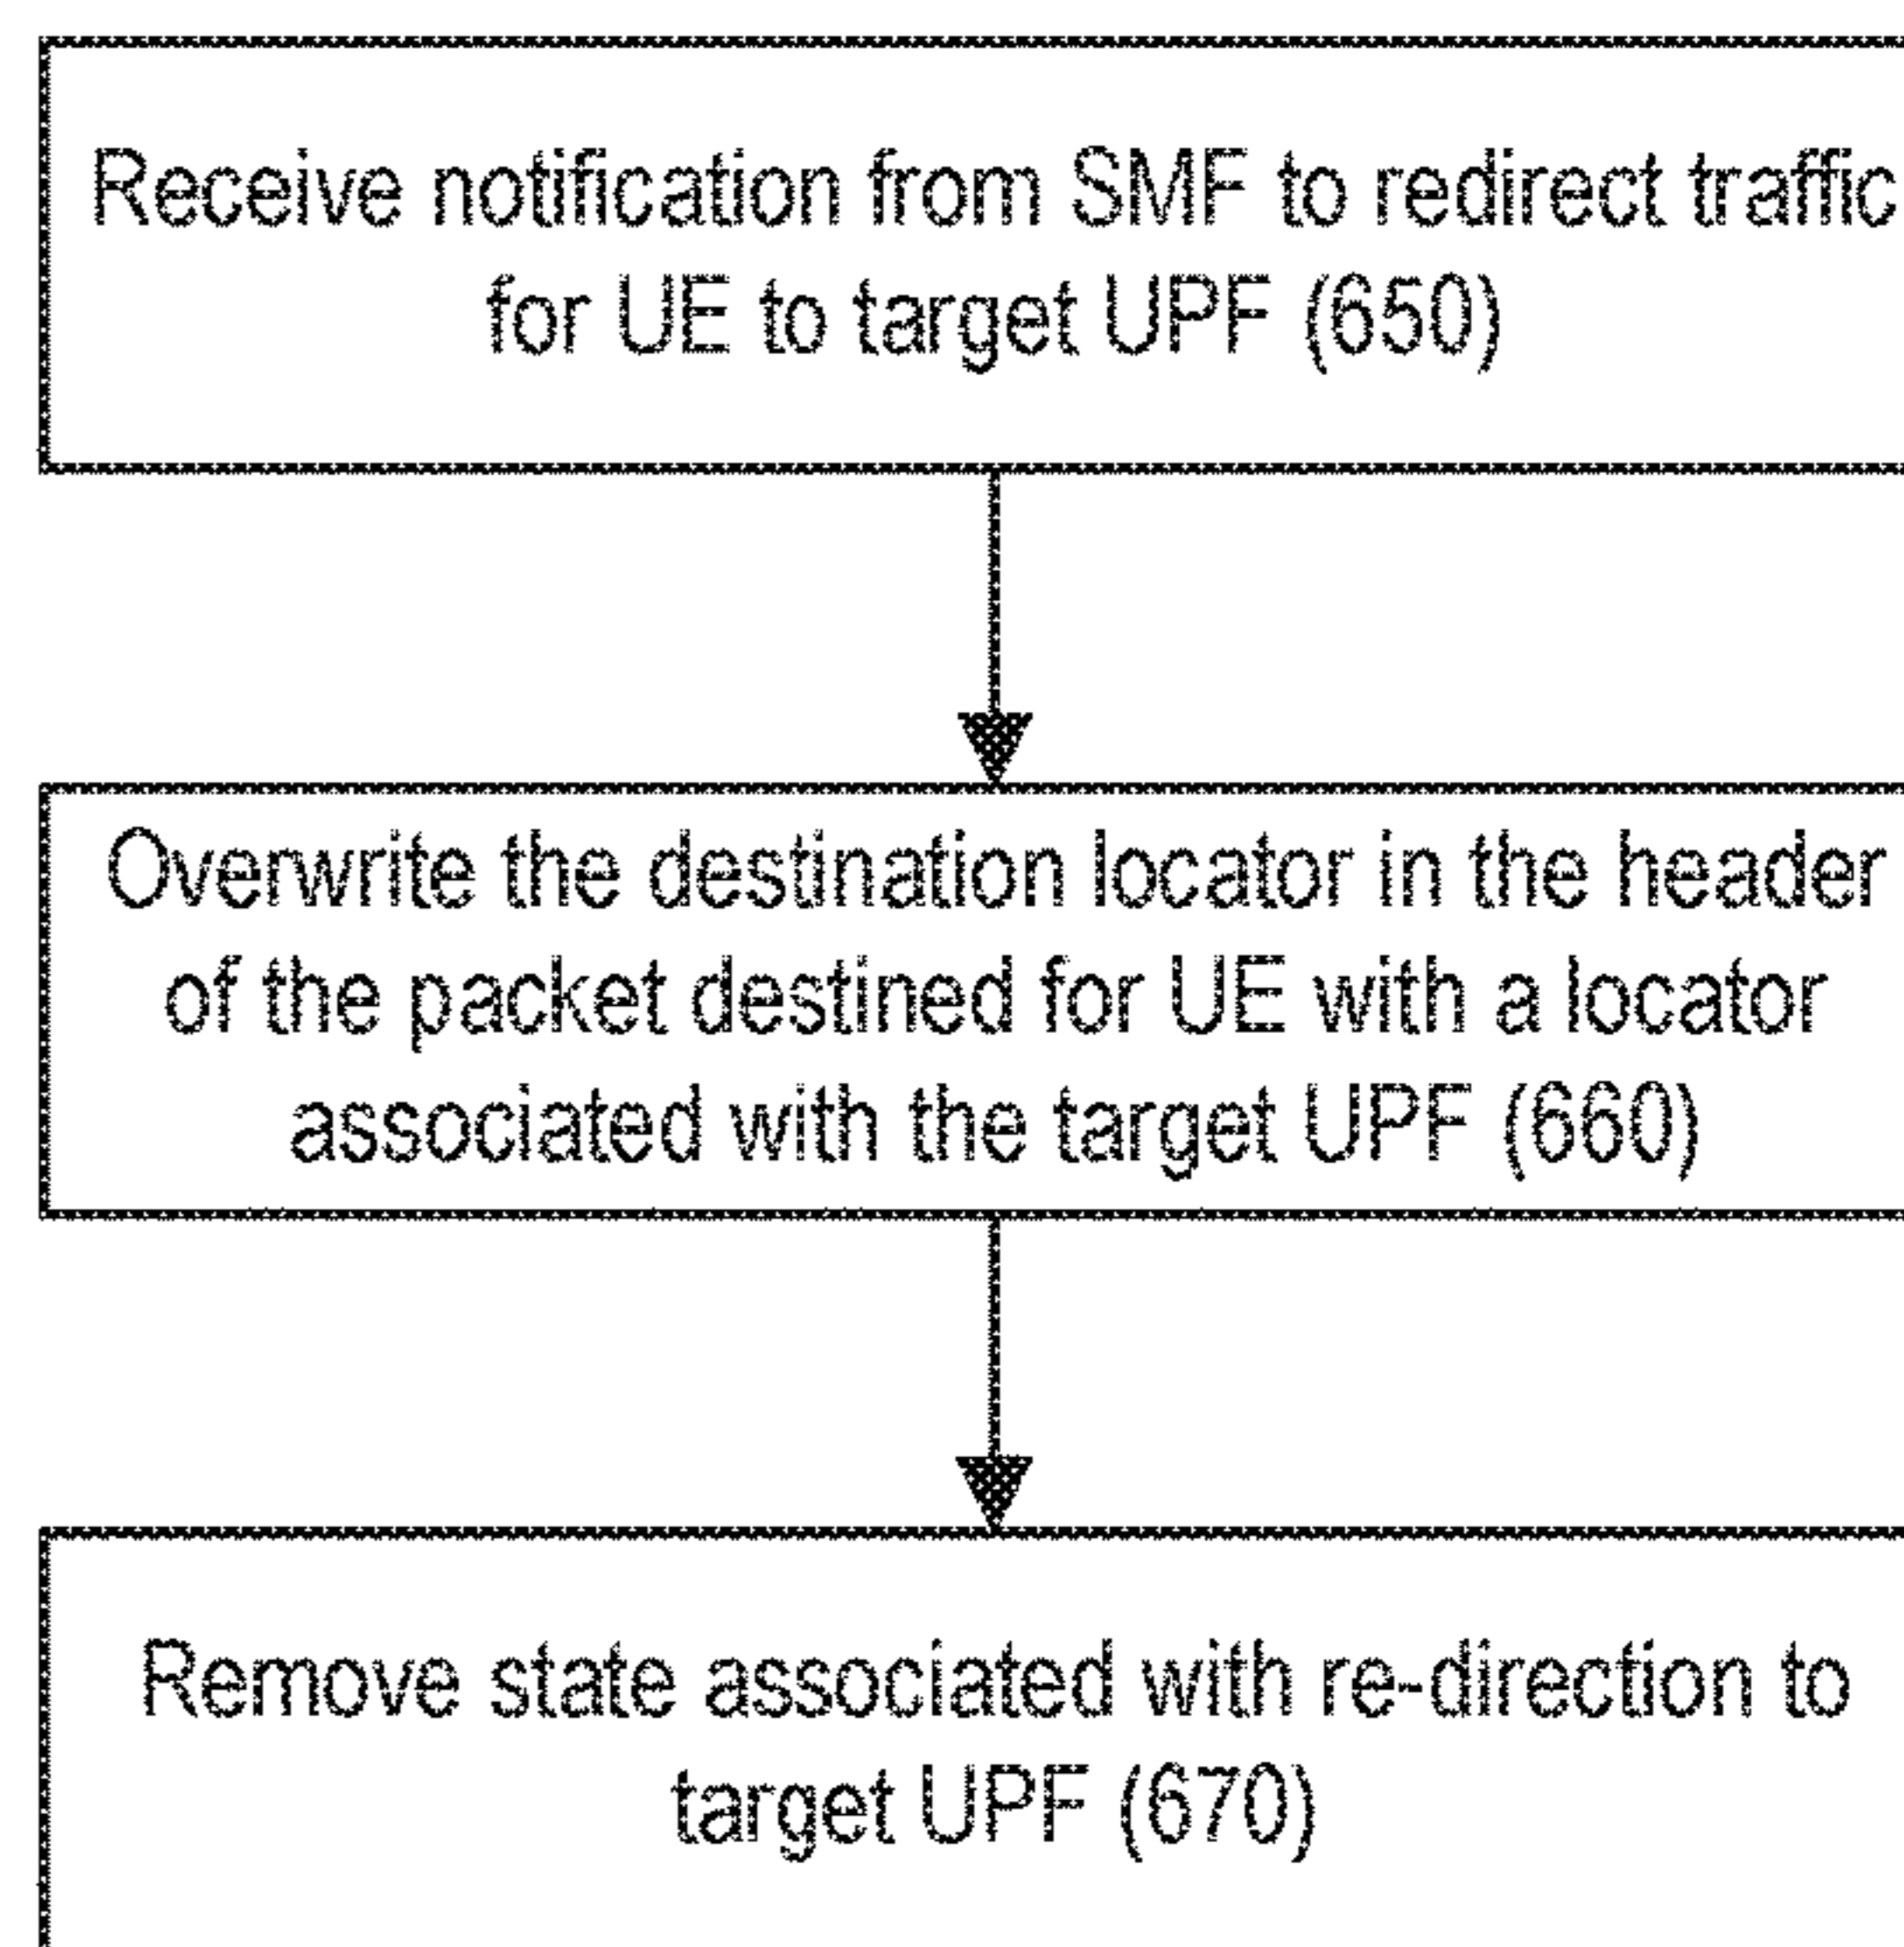 Receive notification from SMF to redirect traffic
for UE to target UPF (650)
Overwrite the destination locator in the header
of the packet destined for UE with a locator
associated with the target UPF (660)
Remove state associated with re-direction to
target UPF (670)